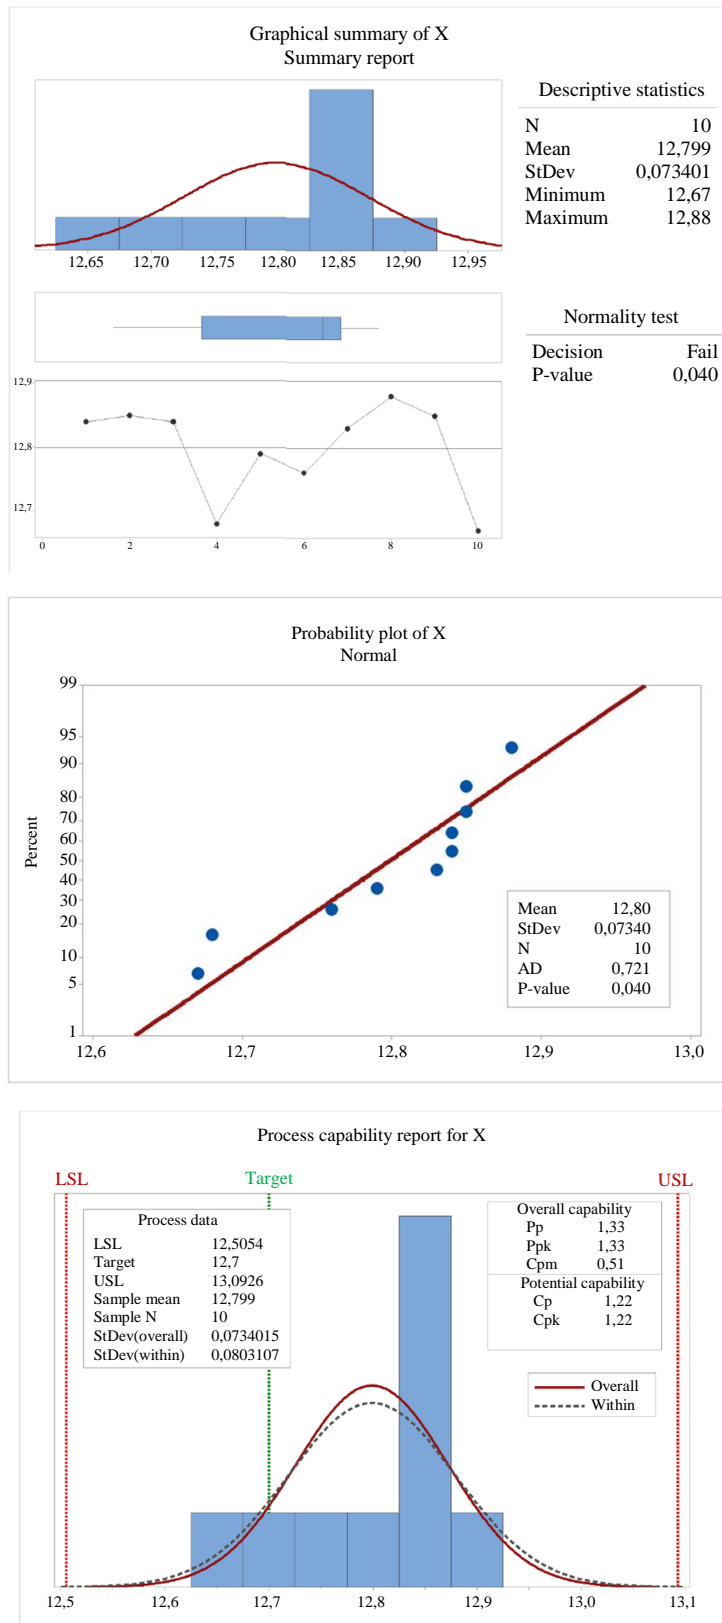 Graphical summary of X
Summary report
12,65 12,70 12,75 12,80 12,85 12,90 12,95
Descriptive statistics
N 10
Mean 12,799
StDev 0,073401
Minimum 12,67
Maximum 12,88
Normality test
Decision Fail
P-value 0,040
12,9
12,8
12,7
0 2 4 6 8 10
Probability plot of X
Normal
Percent
99
95
90
80
70
60
50
40
30
20
10
5
1
12,6 12,7 12,8 12,9 13,0
Mean 12,80
StDev 0,07340
N 10
AD 0,721
P-value 0,040
Process capability report for X
LSL Target USL
Process data
LSL 12,5054
Target 12,7
USL 13,0926
Sample mean 12,799
Sample N 10
StDev(overall) 0,0734015
StDev(within) 0,0803107
Overall capability
Pp 1,33
Ppk 1,33
Cpm 0,51
Potential capability
Cp 1,22
Cpk 1,22
Overall
Within
12,5 12,6 12,7 12,8 12,9 13,0 13,1